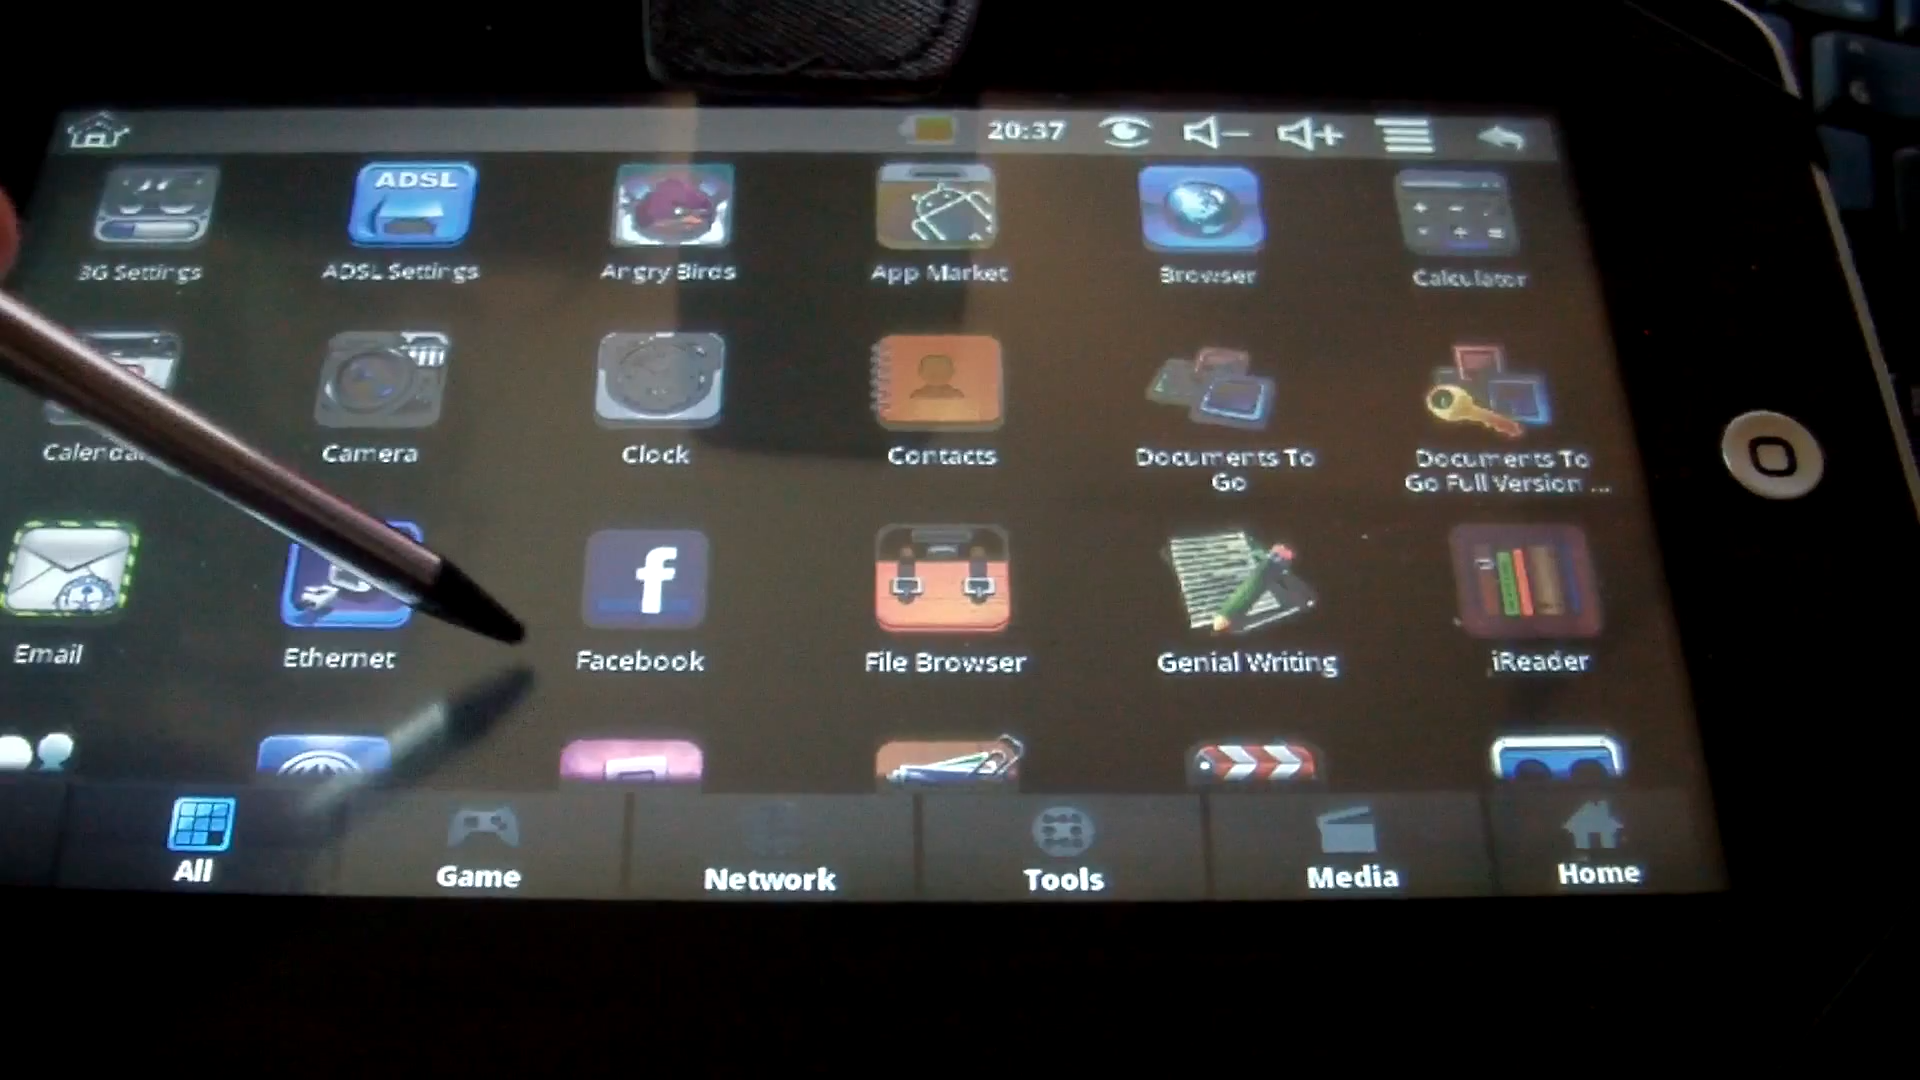 20:37
ADSL
3G Settings
ADSL Settings
Angry Birds
App Market
Browser
Calculator
Camera
Clock
Contacts
Documents To
Go
Documents To
Go Full Version ...
f
Email
Ethernet
Facebook
File Browser
Genial Writing
iReader
All
Game
Network
Tools
Media
Home